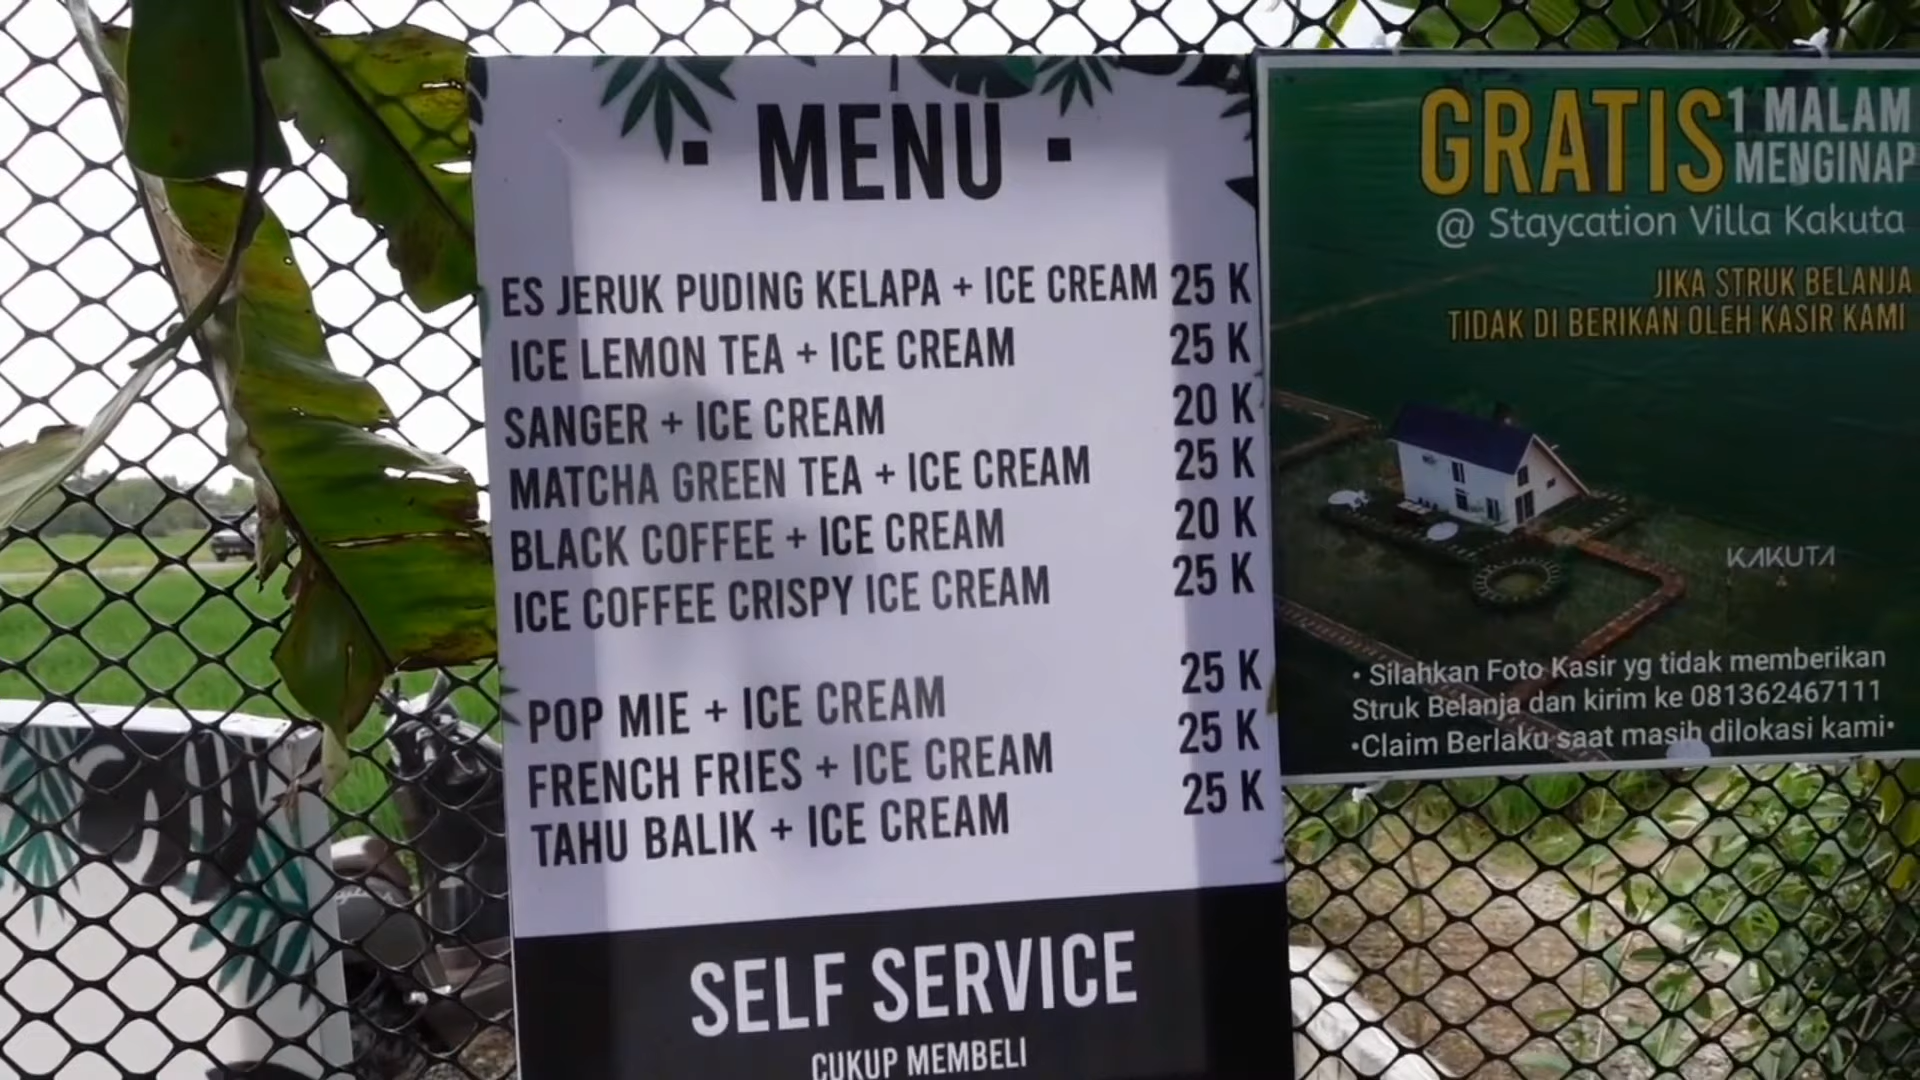 MENU
ES JERUK PUDING KELAPA + ICE CREAM 25 K
ICE LEMON TEA + ICE CREAM 25 K
SANGER + ICE CREAM 20 K
MATCHA GREEN TEA + ICE CREAM 25 K
BLACK COFFEE + ICE CREAM 20 K
ICE COFFEE CRISPY ICE CREAM 25 K
POP MIE + ICE CREAM 25 K
FRENCH FRIES + ICE CREAM 25 K
TAHU BALIK + ICE CREAM 25 K
SELF SERVICE
CUKUP MEMBELI
GRATIS 1 MALAM
MENGINAP
@ Staycation Villa Kakuta
JIKA STRUK BELANJA
TIDAK DI BERIKAN OLEH KASIR KAMI
KAKUTA
• Silahkan Foto Kasir yg tidak memberikan
Struk Belanja dan kirim ke 081362467111
•Claim Berlaku saat masih dilokasi kami•